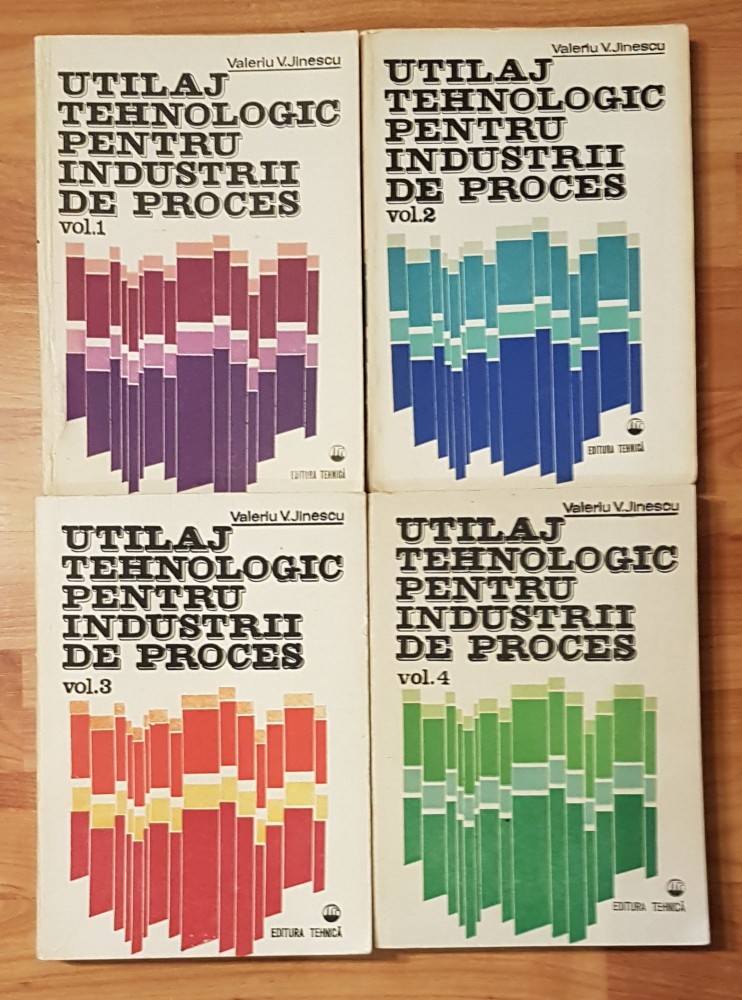 Valeriu V.Jinescu
UTILAJ
TEHNOLOGIC
PENTRU
INDUSTRII
DE PROCES
vol.1
EDITURA TEHNICĂ
Valeriu V.Jinescu
UTILAJ
TEHNOLOGIC
PENTRU
INDUSTRII
DE PROCES
vol.2
EDITURA TEHNICĂ
Valeriu V.Jinescu
UTILAJ
TEHNOLOGIC
PENTRU
INDUSTRII
DE PROCES
vol.3
EDITURA TEHNICĂ
Valeriu V.Jinescu
UTILAJ
TEHNOLOGIC
PENTRU
INDUSTRII
DE PROCES
vol.4
EDITURA TEHNICĂ